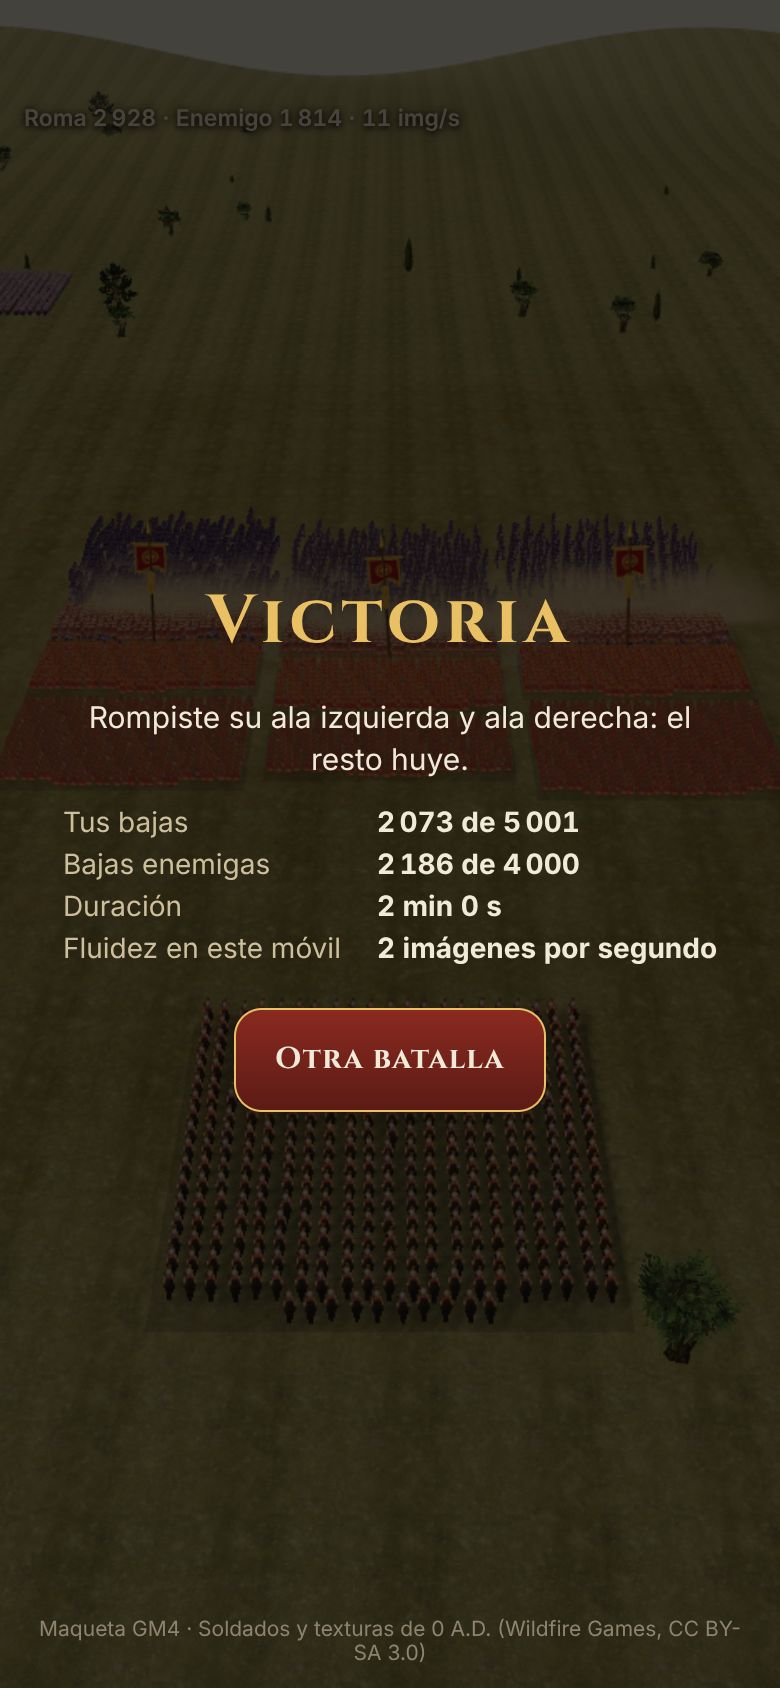 Roma 2 928 · Enemigo 1 814 · 11 img/s
Victoria
Rompiste su ala izquierda y ala derecha: el
resto huye.
Tus bajas 2 073 de 5 001
Bajas enemigas 2 186 de 4 000
Duración 2 min 0 s
Fluidez en este móvil 2 imágenes por segundo
Otra batalla
Maqueta GM4 · Soldados y texturas de 0 A.D. (Wildfire Games, CC BY-
SA 3.0)